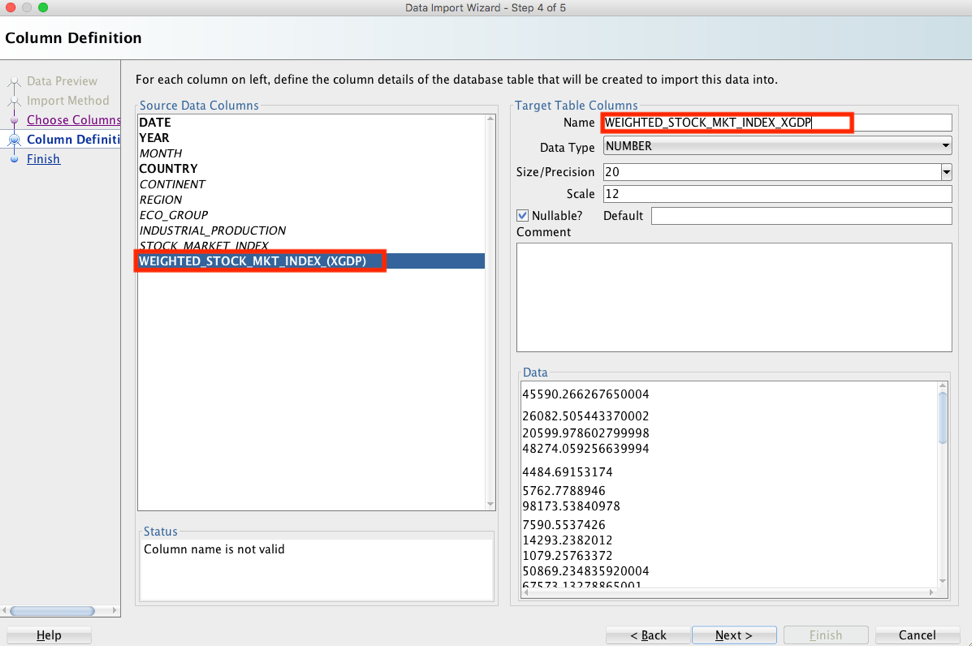 Data Import Wizard - Step 4 of 5
Column Definition
Data Preview
Import Method
Choose Columns
Column Definiti
Finish
For each column on left, define the column details of the database table that will be created to import this data into.
Source Data Columns
DATE
YEAR
MONTH
COUNTRY
CONTINENT
REGION
ECO_GROUP
INDUSTRIAL_PRODUCTION
STOCK_MARKET_INDEX
WEIGHTED_STOCK_MKT_INDEX_(XGDP)
Status
Column name is not valid
Target Table Columns
Name WEIGHTED_STOCK_MKT_INDEX_XGDP
Data Type NUMBER
Size/Precision 20
Scale 12
Nullable? Default
Comment
Data
45590.266267650004
26082.505443370002
20599.978602799998
48274.059256639994
4484.69153174
5762.7788946
98173.53840978
7590.5537426
14293.2382012
1079.25763372
50869.234835920004
67573.13278865001
Help
< Back
Next >
Finish
Cancel